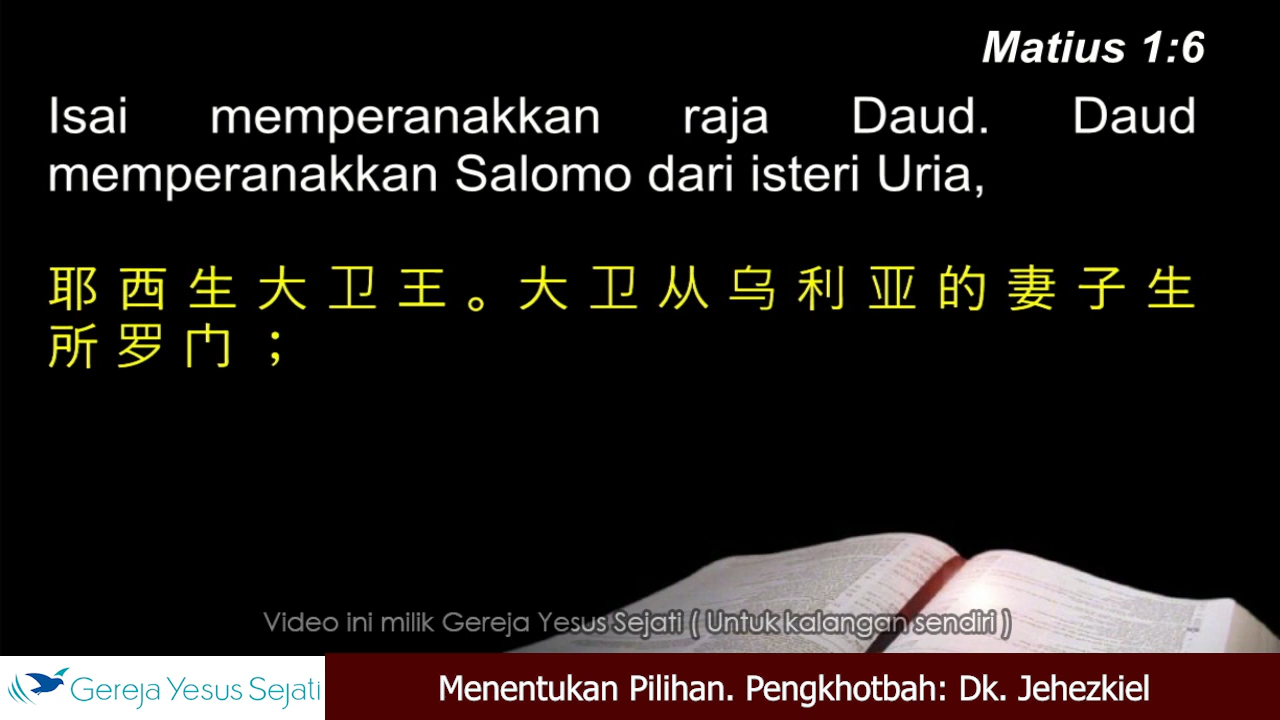 Matius 1:6
Isai memperanakkan raja Daud. Daud
memperanakkan Salomo dari isteri Uria,
耶西生大卫王。大卫从乌利亚的妻子生
所罗门；
Video ini milik Gereja Yesus Sejati ( Untuk kalangan sendiri )
Gereja Yesus Sejati
Menentukan Pilihan. Pengkhotbah: Dk. Jehezkiel